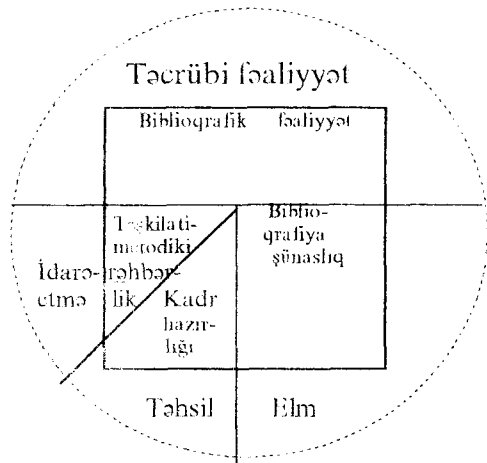 Təcrübi fəaliyyət
Biblioqrafik fəaliyyət
Təşkilati-
metodiki
rəhbər-
lik
Biblio-
qrafiya
şünaslıq
İdarə-
etmə
Kadr
hazır-
lığı
Təhsil
Elm